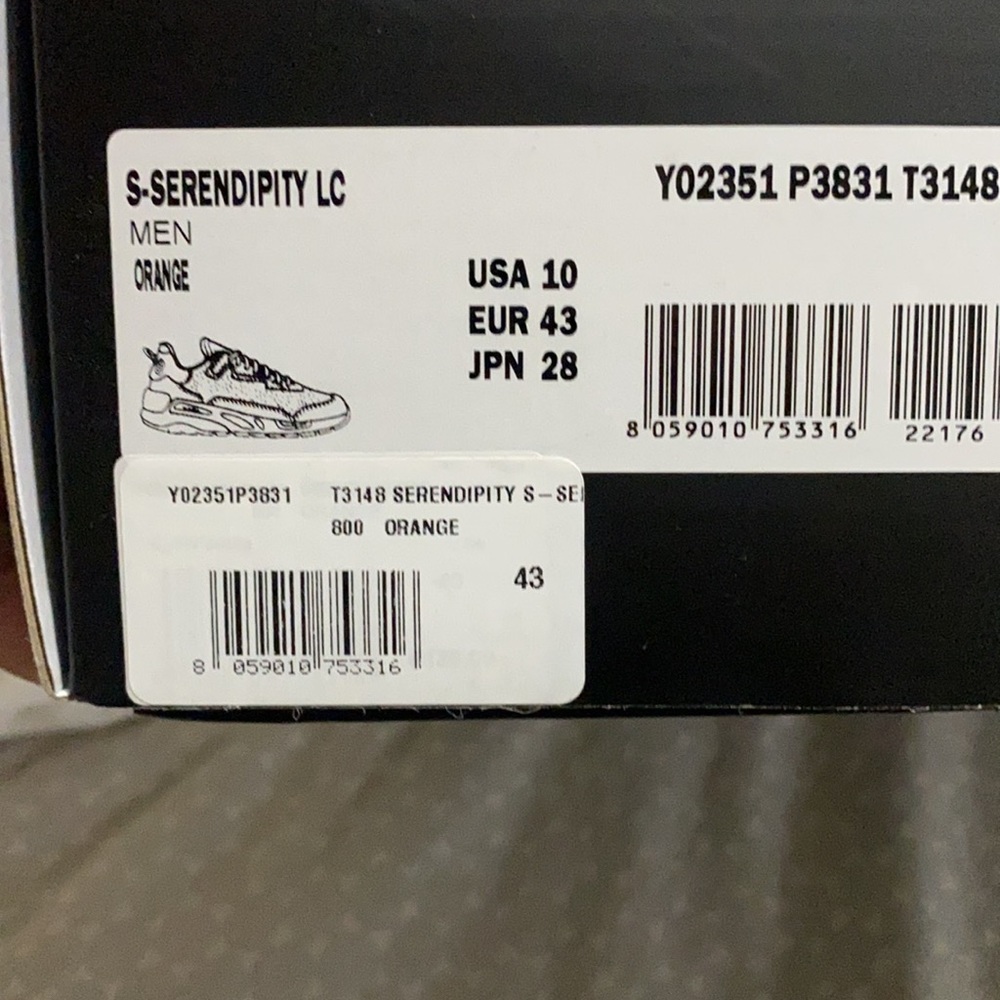 S-SERENDIPITY LC
Y02351 P3831 T3148
MEN
ORANGE
USA 10
EUR 43
JPN 28
8 059010 753316
22176
Y02351P3831 T3148 SERENDIPITY S-SE
800 ORANGE
43
8 059010 753316